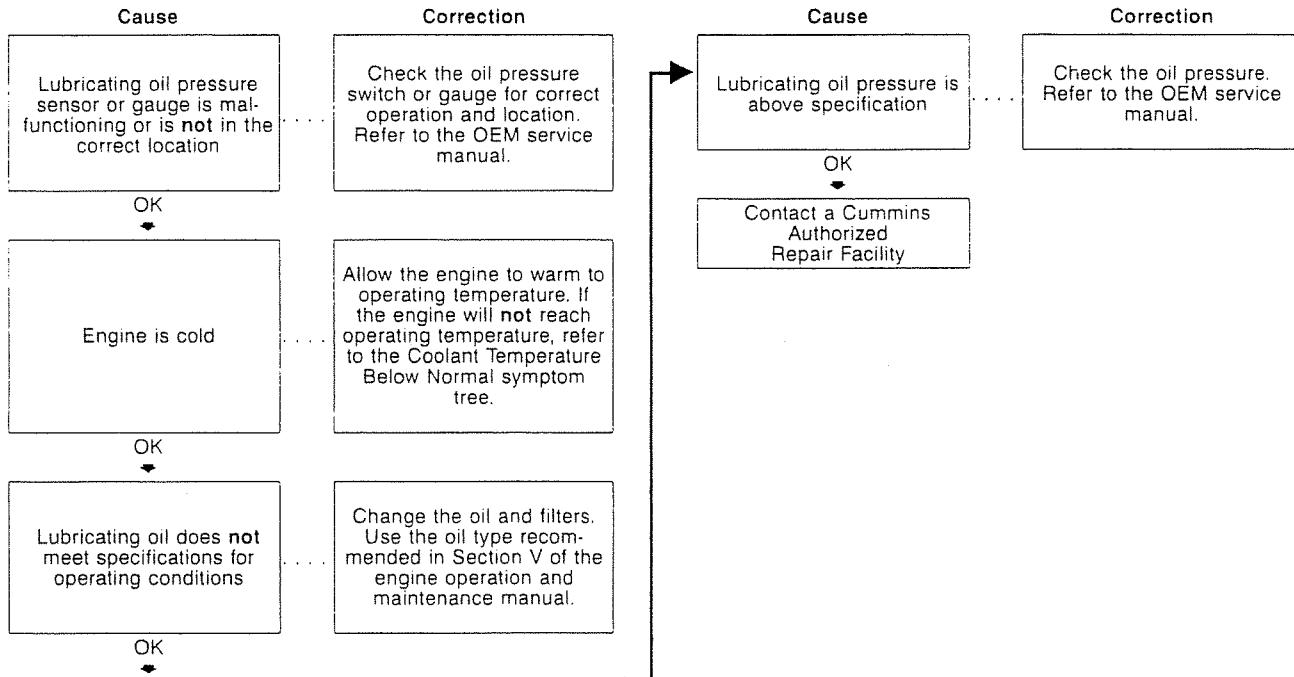 Cause
Correction
Lubricating oil pressure
sensor or gauge is mal-
functioning or is not in the
correct location
. . . .
Check the oil pressure
switch or gauge for correct
operation and location.
Refer to the OEM service
manual.
OK
Engine is cold
. . . .
Allow the engine to warm to
operating temperature. If
the engine will not reach
operating temperature, refer
to the Coolant Temperature
Below Normal symptom
tree.
OK
Lubricating oil does not
meet specifications for
operating conditions
. . . .
Change the oil and filters.
Use the oil type recom-
mended in Section V of the
engine operation and
maintenance manual.
OK
Cause
Correction
Lubricating oil pressure is
above specification
. . . .
Check the oil pressure.
Refer to the OEM service
manual.
OK
Contact a Cummins
Authorized
Repair Facility